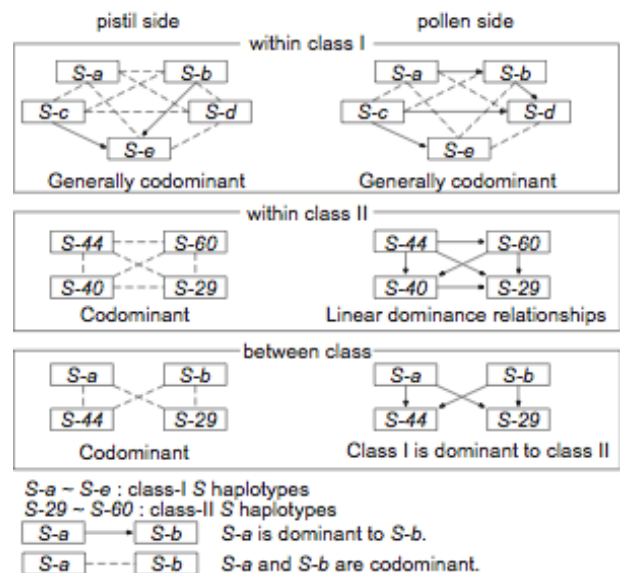 pistil side pollen side
within class I
S-a S-b S-a S-b
S-c S-d S-c S-d
S-e S-e
Generally codominant Generally codominant
within class II
S-44 S-60 S-44 S-60
S-40 S-29 S-40 S-29
Codominant Linear dominance relationships
between class
S-a S-b S-a S-b
S-44 S-29 S-44 S-29
Codominant Class I is dominant to class II
S-a ~ S-e : class-I S haplotypes
S-29 ~ S-60 : class-II S haplotypes
S-a S-b S-a is dominant to S-b.
S-a S-b S-a and S-b are codominant.